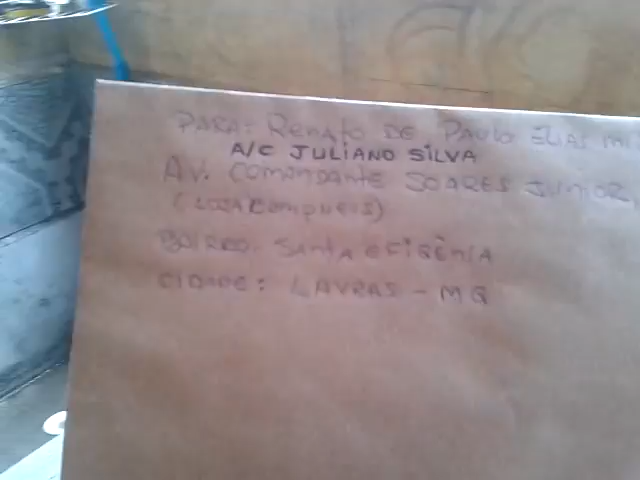 PARA: Renato DE Paulo ELIAS
A/C JULIANO SILVA
AV. Comandante SOARES JUNIOR,
BAIRRO: Santa EFIGÊNIA
CIDADE: LAVRAS - MG